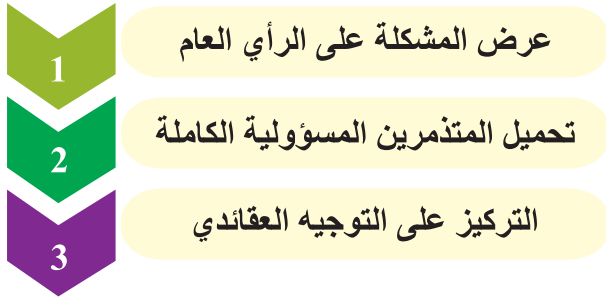 1 عرض المشكلة على الرأي العام
2 تحميل المتذمرين المسؤولية الكاملة
3 التركيز على التوجيه العقائدي